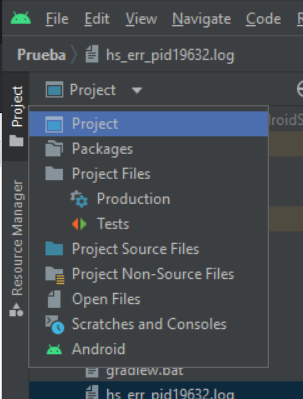 File Edit View Navigate Code
Prueba hs_err_pid19632.log
Project
Project
Project
Packages
Project Files
Production
Tests
Project Source Files
Project Non-Source Files
Open Files
Scratches and Consoles
Android
Resource Manager
gradlew.bat
hs_err_pid19632.log